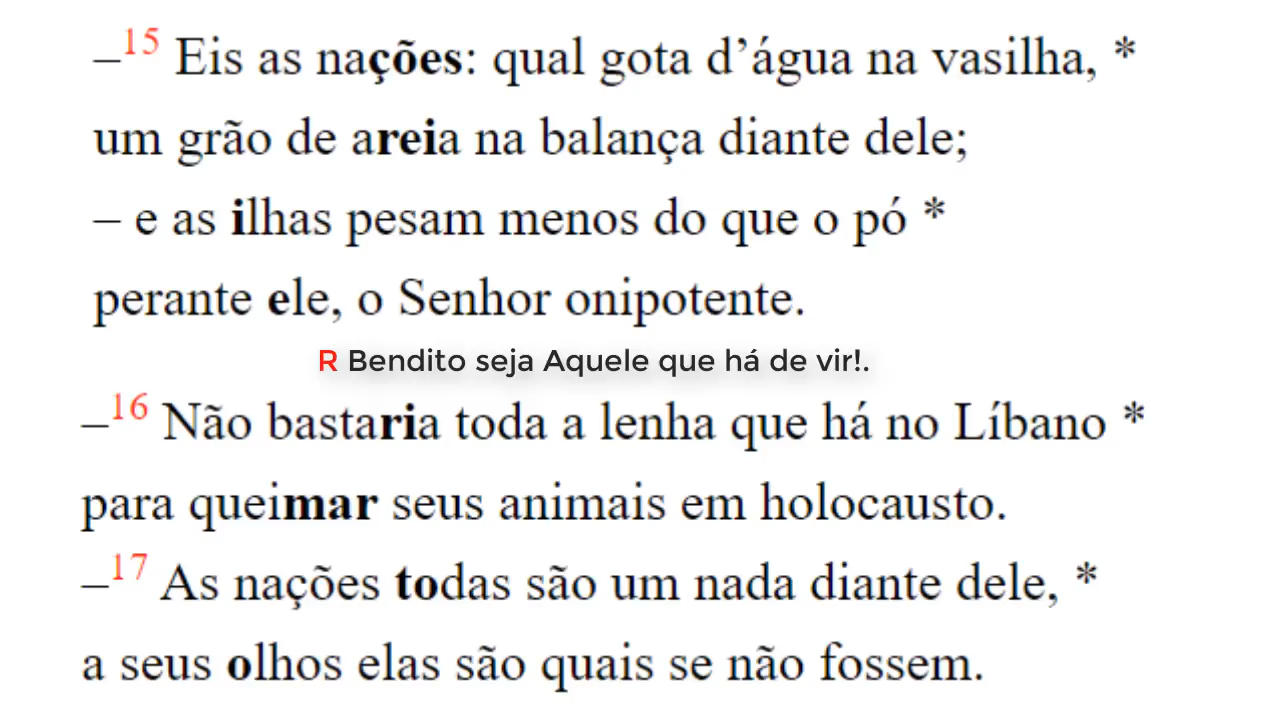 –15 Eis as nações: qual gota d’água na vasilha, *
um grão de areia na balança diante dele;
– e as ilhas pesam menos do que o pó *
perante ele, o Senhor onipotente.
R Bendito seja Aquele que há de vir!.
–16 Não bastaria toda a lenha que há no Líbano *
para queimar seus animais em holocausto.
–17 As nações todas são um nada diante dele, *
a seus olhos elas são quais se não fossem.